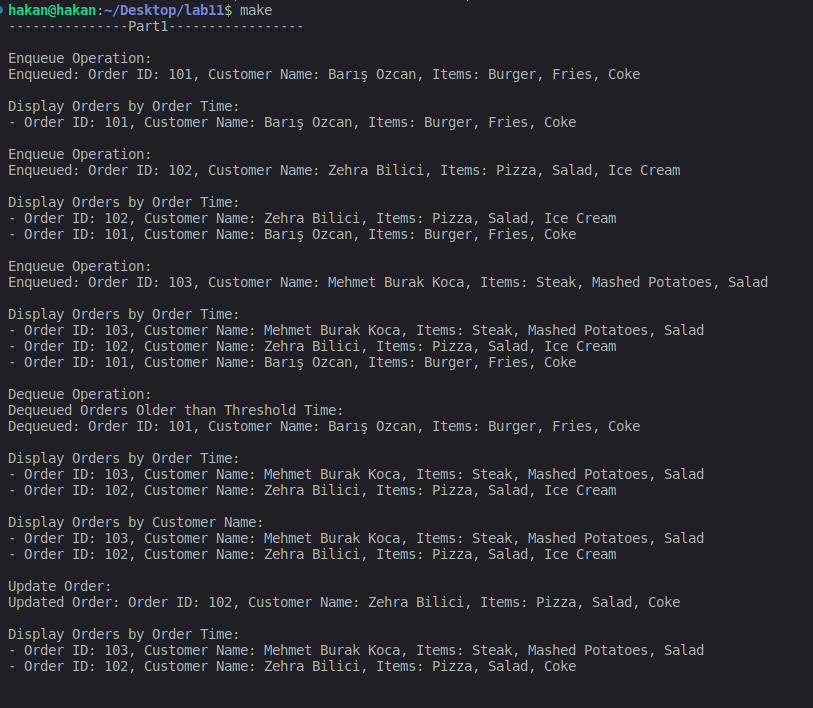 hakan@hakan:~/Desktop/lab11$ make
---------------Part1-----------------
Enqueue Operation:
Enqueued: Order ID: 101, Customer Name: Barış Ozcan, Items: Burger, Fries, Coke
Display Orders by Order Time:
- Order ID: 101, Customer Name: Barış Ozcan, Items: Burger, Fries, Coke
Enqueue Operation:
Enqueued: Order ID: 102, Customer Name: Zehra Bilici, Items: Pizza, Salad, Ice Cream
Display Orders by Order Time:
- Order ID: 102, Customer Name: Zehra Bilici, Items: Pizza, Salad, Ice Cream
- Order ID: 101, Customer Name: Barış Ozcan, Items: Burger, Fries, Coke
Enqueue Operation:
Enqueued: Order ID: 103, Customer Name: Mehmet Burak Koca, Items: Steak, Mashed Potatoes, Salad
Display Orders by Order Time:
- Order ID: 103, Customer Name: Mehmet Burak Koca, Items: Steak, Mashed Potatoes, Salad
- Order ID: 102, Customer Name: Zehra Bilici, Items: Pizza, Salad, Ice Cream
- Order ID: 101, Customer Name: Barış Ozcan, Items: Burger, Fries, Coke
Dequeue Operation:
Dequeued Orders Older than Threshold Time:
Dequeued: Order ID: 101, Customer Name: Barış Ozcan, Items: Burger, Fries, Coke
Display Orders by Order Time:
- Order ID: 103, Customer Name: Mehmet Burak Koca, Items: Steak, Mashed Potatoes, Salad
- Order ID: 102, Customer Name: Zehra Bilici, Items: Pizza, Salad, Ice Cream
Display Orders by Customer Name:
- Order ID: 103, Customer Name: Mehmet Burak Koca, Items: Steak, Mashed Potatoes, Salad
- Order ID: 102, Customer Name: Zehra Bilici, Items: Pizza, Salad, Ice Cream
Update Order:
Updated Order: Order ID: 102, Customer Name: Zehra Bilici, Items: Pizza, Salad, Coke
Display Orders by Order Time:
- Order ID: 103, Customer Name: Mehmet Burak Koca, Items: Steak, Mashed Potatoes, Salad
- Order ID: 102, Customer Name: Zehra Bilici, Items: Pizza, Salad, Coke